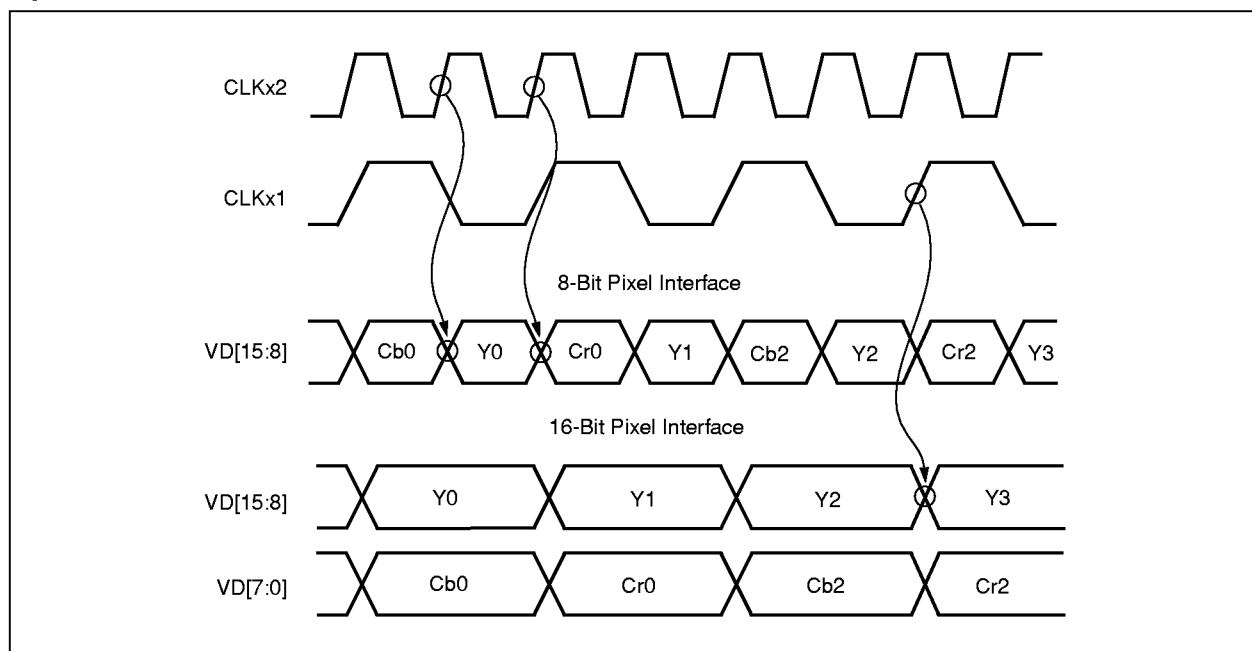 CLKx2
CLKx1
8-Bit Pixel Interface
VD[15:8] Cb0 Y0 Cr0 Y1 Cb2 Y2 Cr2 Y3
16-Bit Pixel Interface
VD[15:8] Y0 Y1 Y2 Y3
VD[7:0] Cb0 Cr0 Cb2 Cr2